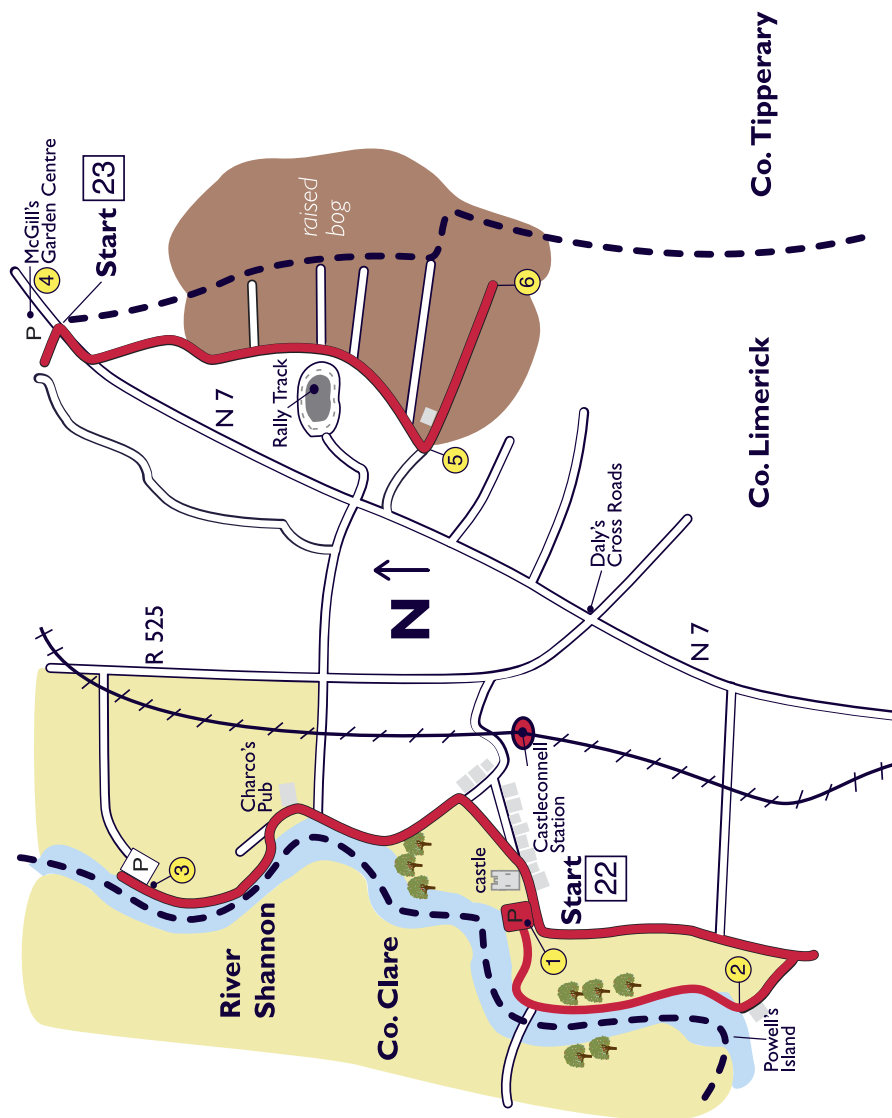 P
McGill's
Garden Centre
4
Start 23
raised
bog
Co. Tipperary
N 7
Rally Track
6
5
Co. Limerick
Daly's
Cross Roads
N
R 525
N 7
Charco's
Pub
Castleconnell
Station
P
3
castle
Start
22
River
Shannon
P
1
Co. Clare
2
Powell's
Island